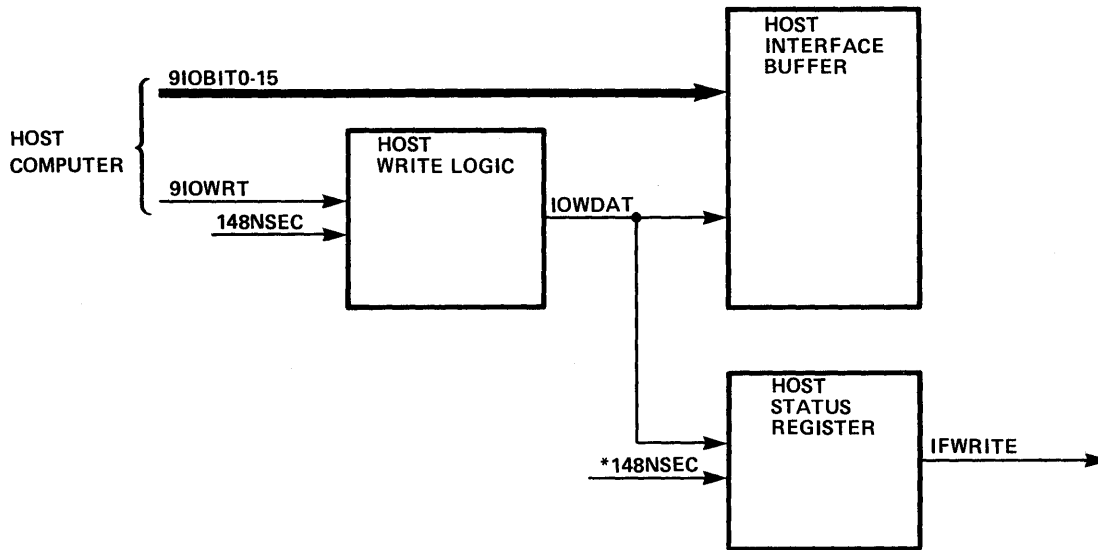 HOST
INTERFACE
BUFFER
9IOBIT0-15
HOST
COMPUTER
HOST
WRITE LOGIC
9IOWRT
148NSEC
IOWDAT
HOST
STATUS
REGISTER
*148NSEC
IFWRITE